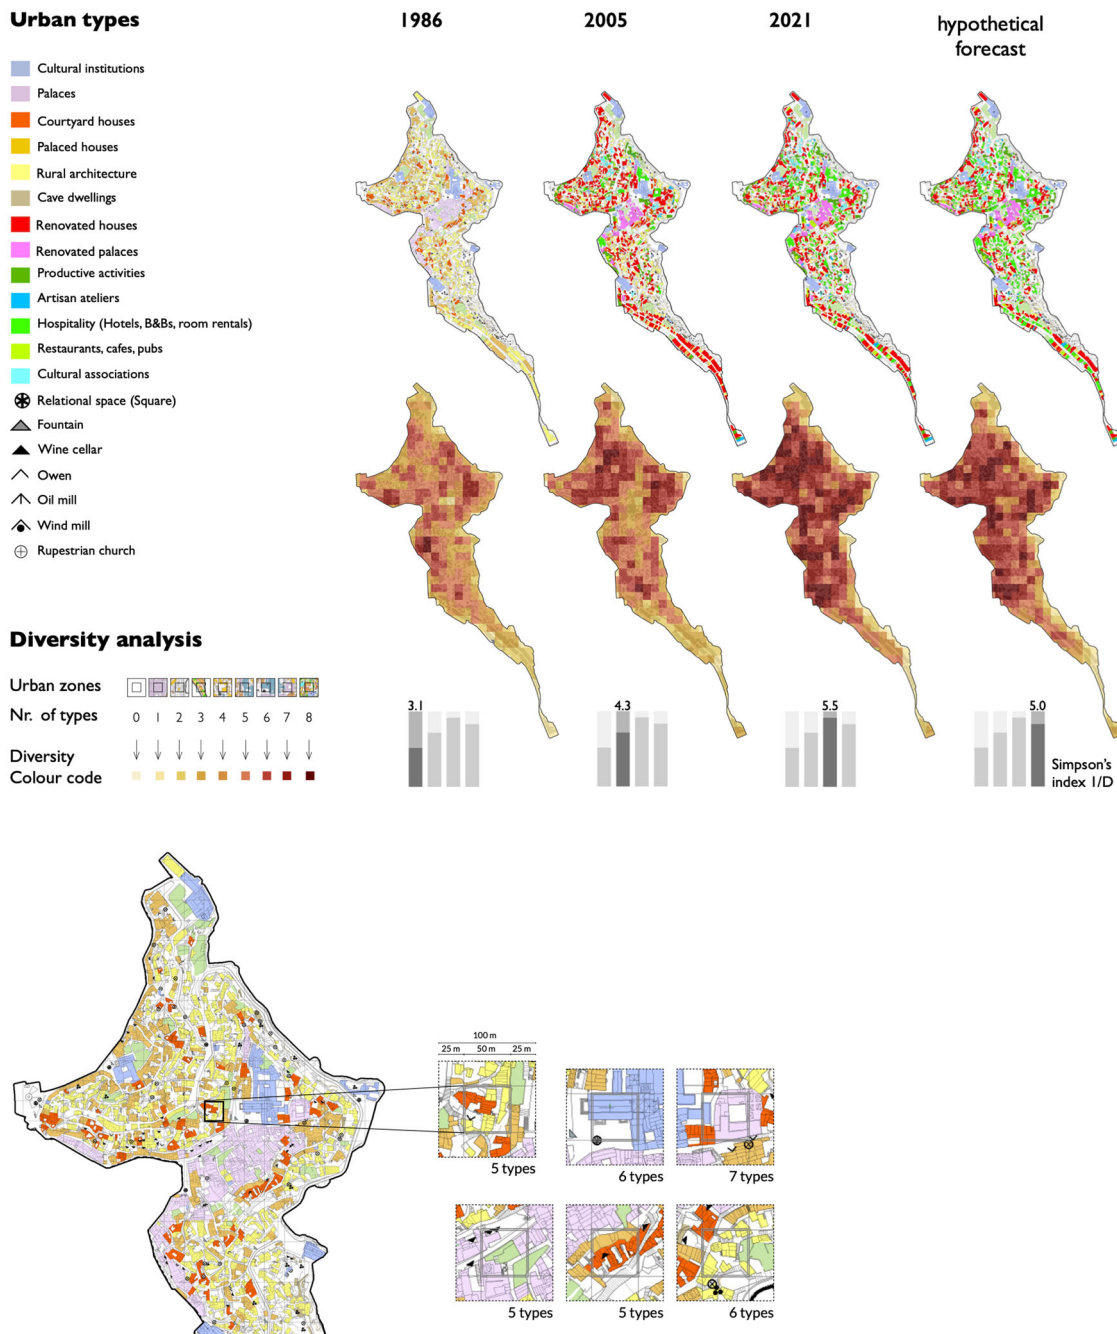 Urban types
1986
2005
2021
hypothetical
forecast
Cultural institutions
Palaces
Courtyard houses
Palaced houses
Rural architecture
Cave dwellings
Renovated houses
Renovated palaces
Productive activities
Artisan ateliers
Hospitality (Hotels, B&Bs, room rentals)
Restaurants, cafes, pubs
Cultural associations
Relational space (Square)
Fountain
Wine cellar
Owen
Oil mill
Wind mill
Rupestrian church
Diversity analysis
Urban zones
Nr. of types 0 1 2 3 4 5 6 7 8
Diversity
Colour code
3.1
4.3
5.5
5.0
Simpson's
index 1/D
100 m
25 m 50 m 25 m
5 types
6 types
7 types
5 types
5 types
6 types